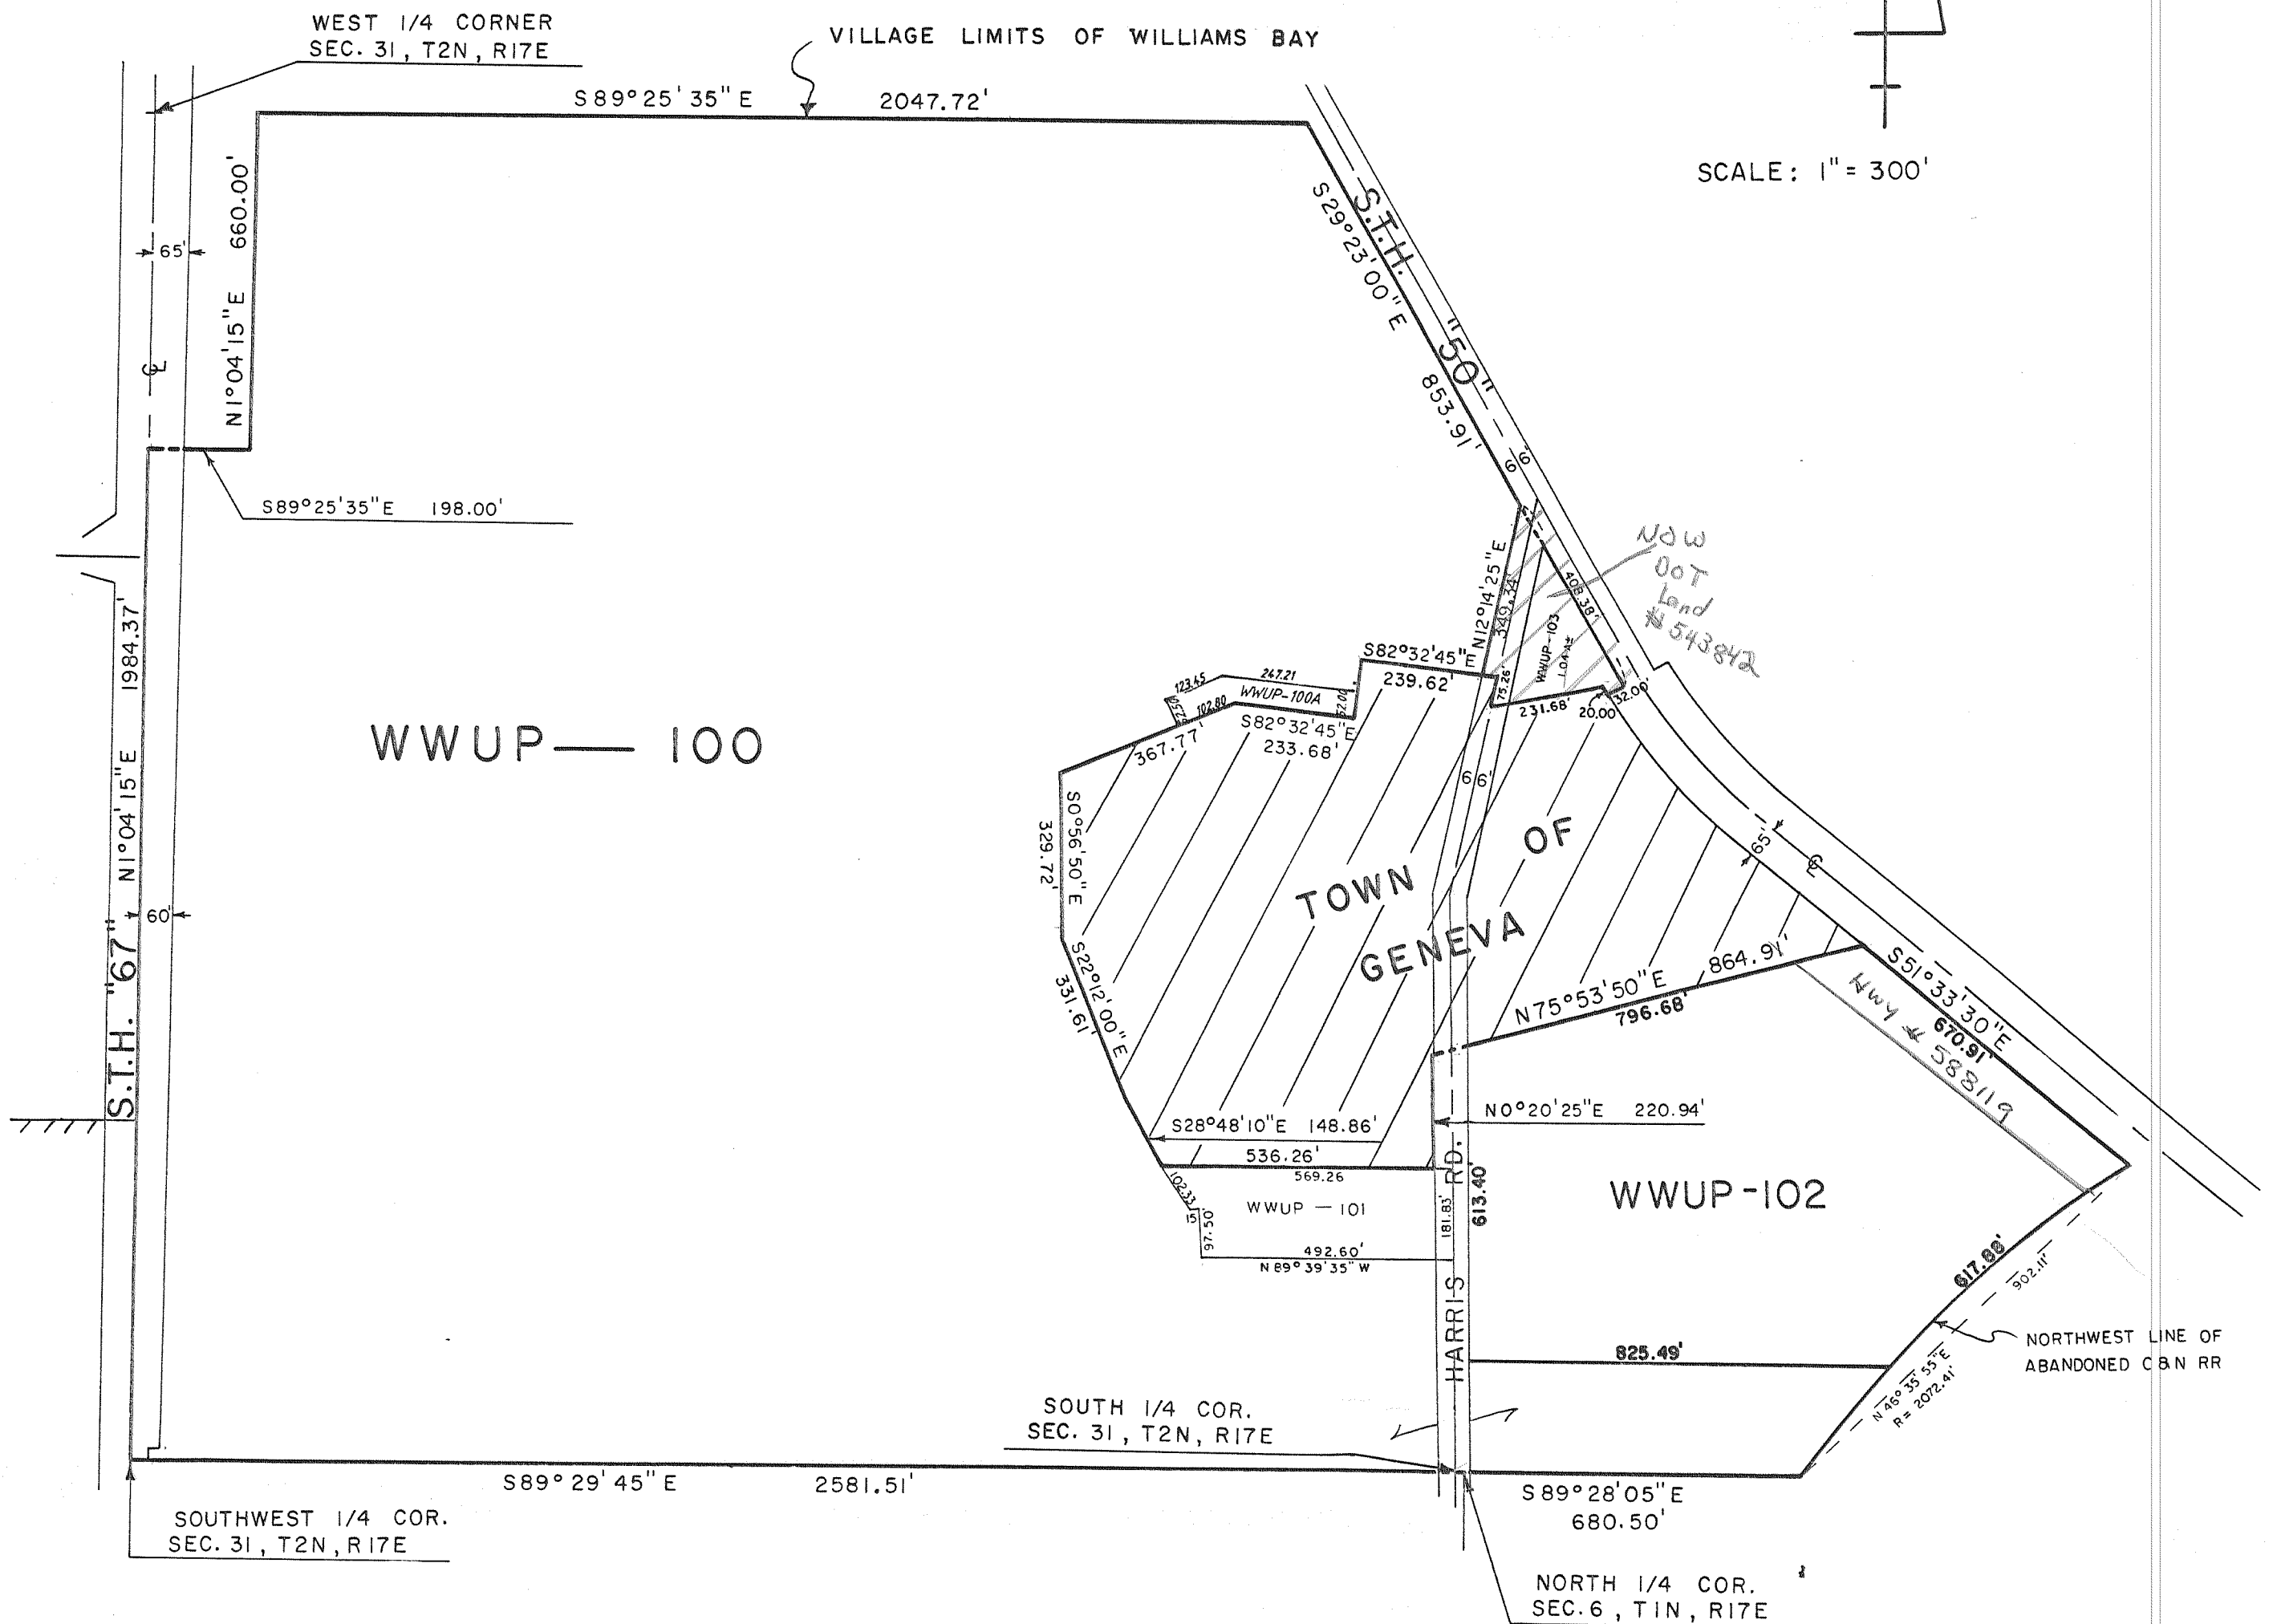 WEST 1/4 CORNER
SEC. 31, T2N, R17E
VILLAGE LIMITS OF WILLIAMS BAY
S89°25'35"E 2047.72'
SCALE: 1" = 300'
N1°04'15"E 660.00'
65'
℄
S89°25'35"E 198.00'
S29°23'00"E 853.91'
S.T.H. "50"
66'
NOW
DOT
Land
# 543842
N12°14'25"E
349.34'
408.38'
WWUP-103
1.04 A±
75.26'
231.68'
20.00
32.00'
S82°32'45"E
239.62'
123.45
247.21
WWUP-100A
52.50
102.80
52.00
S82°32'45"E
233.68'
367.77'
WWUP — 100
S.T.H. "67" N1°04'15"E 1984.37'
60'
S0°56'50"E
329.72'
S22°12'00"E
331.61'
66'
TOWN OF
GENEVA
65'
℄
N75°53'50"E 864.91'
796.68'
S51°33'30"E
670.91'
Hwy # 588119
S28°48'10"E 148.86'
N0°20'25"E 220.94'
536.26'
569.26
102.33
15
97.50'
WWUP — 101
492.60'
N89°39'35"W
181.83'
HARRIS RD.
613.40'
WWUP-102
617.88'
902.11'
825.49'
NORTHWEST LINE OF
ABANDONED C & N RR
N 46° 35' 55"E
R = 2072.41'
SOUTH 1/4 COR.
SEC. 31, T2N, R17E
S89°29'45"E 2581.51'
S89°28'05"E
680.50'
SOUTHWEST 1/4 COR.
SEC. 31, T2N, R17E
NORTH 1/4 COR.
SEC. 6, T1N, R17E